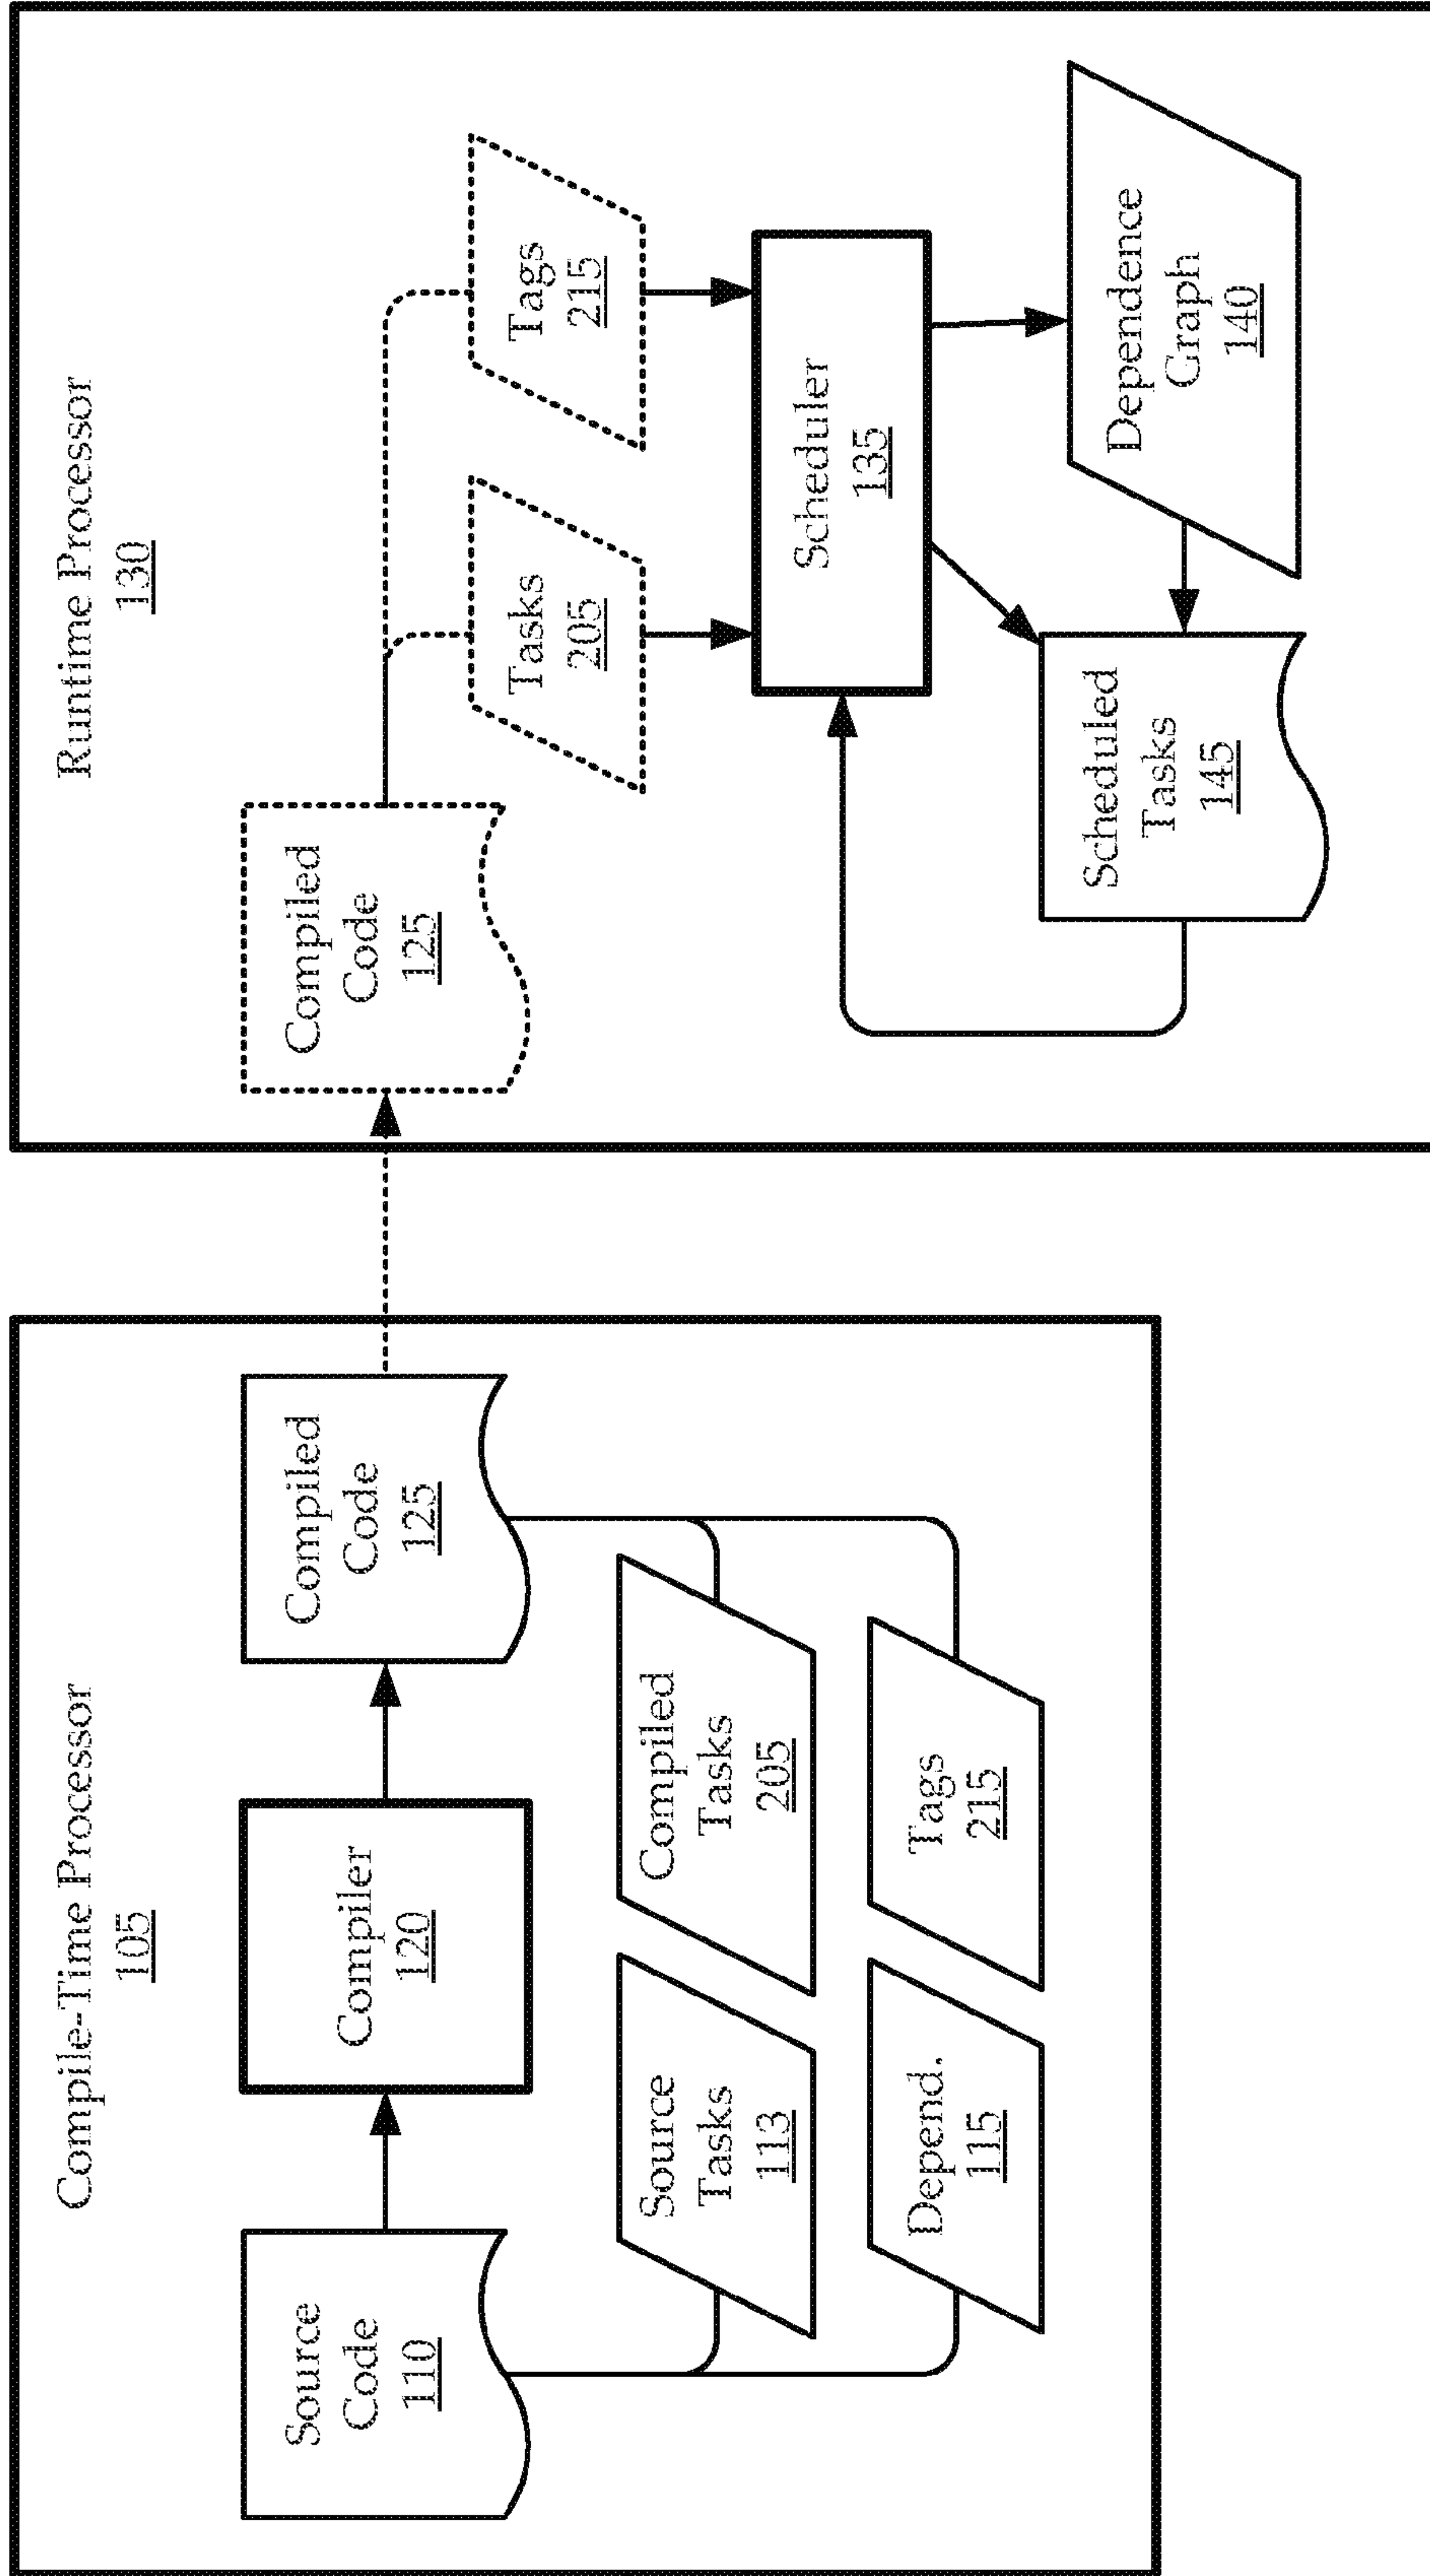 Compile-Time Processor
105
Source
Code
110
Compiler
120
Compiled
Code
125
Source
Tasks
113
Compiled
Tasks
205
Depend.
115
Tags
215
Runtime Processor
130
Compiled
Code
125
Tasks
205
Tags
215
Scheduler
135
Scheduled
Tasks
145
Dependence
Graph
140